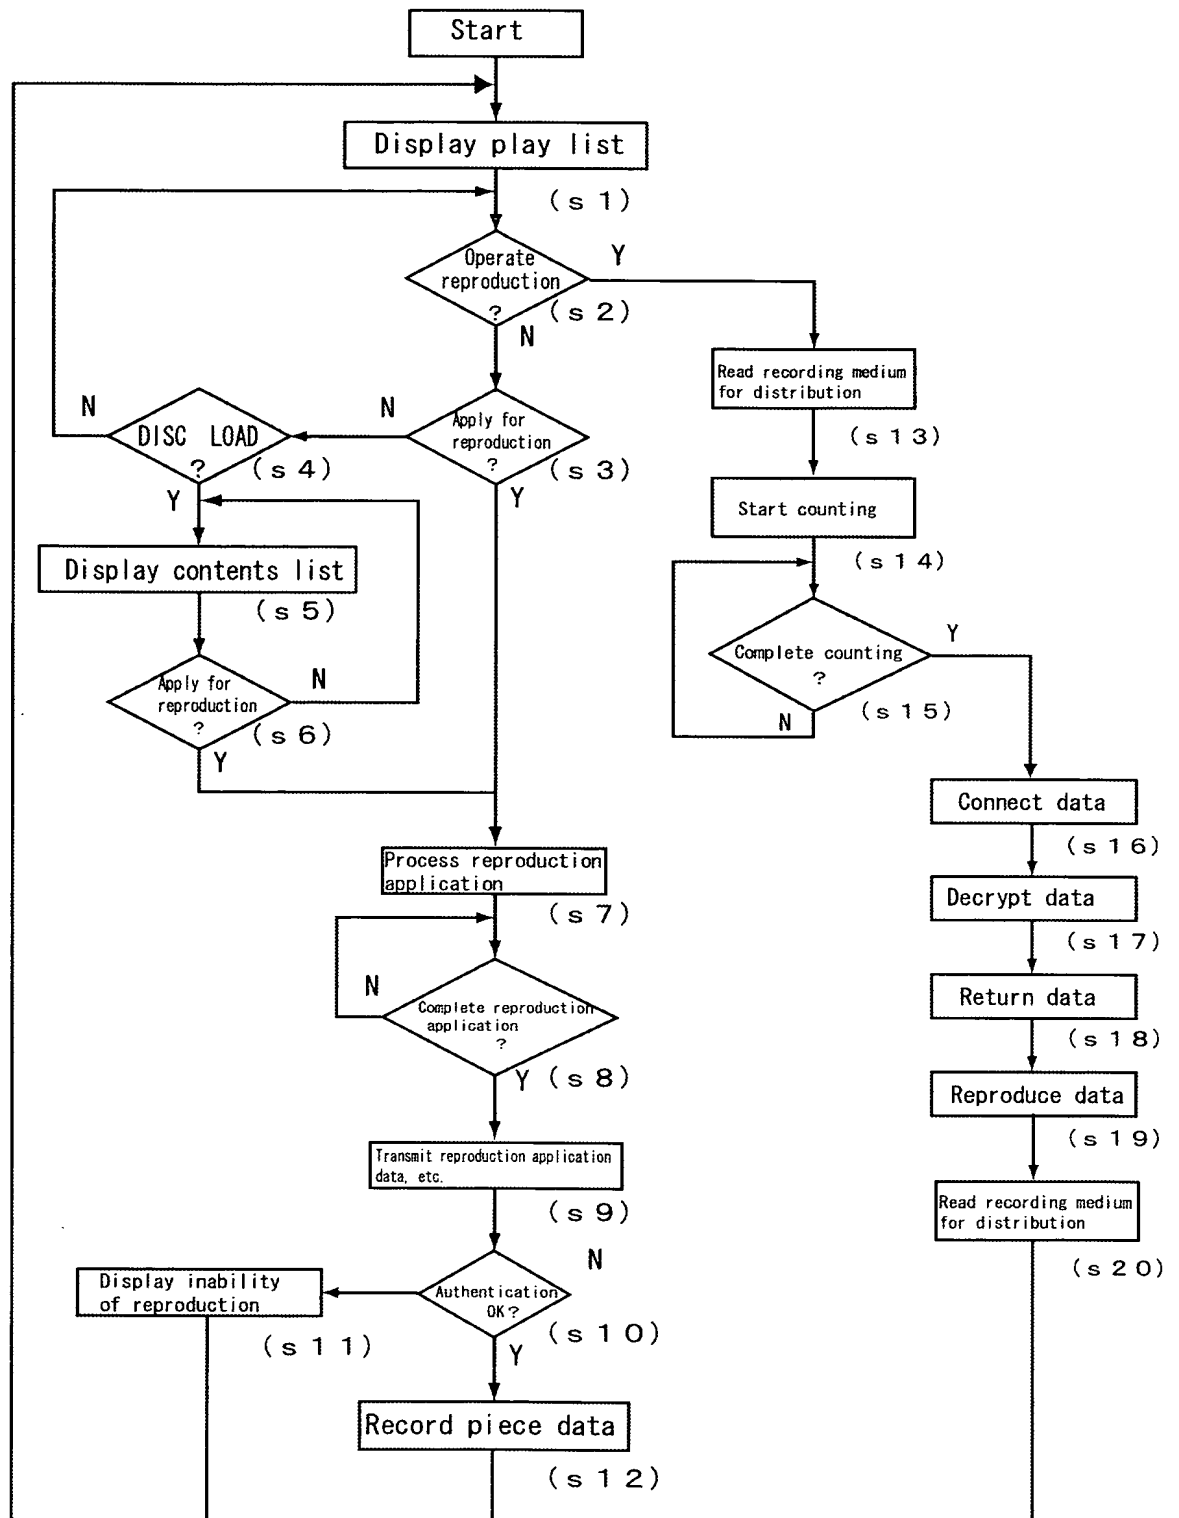 Start
Display play list
(s1)
Operate
reproduction
?
(s2)
Y
N
Apply for
reproduction
?
(s3)
N
Y
DISC LOAD
?
(s4)
N
Y
Display contents list
(s5)
Apply for
reproduction
?
(s6)
N
Y
Process reproduction
application
(s7)
Complete reproduction
application
?
(s8)
N
Y
Transmit reproduction application
data, etc.
(s9)
Authentication
OK?
(s10)
N
Y
Display inability
of reproduction
(s11)
Record piece data
(s12)
Read recording medium
for distribution
(s13)
Start counting
(s14)
Complete counting
?
(s15)
Y
N
Connect data
(s16)
Decrypt data
(s17)
Return data
(s18)
Reproduce data
(s19)
Read recording medium
for distribution
(s20)